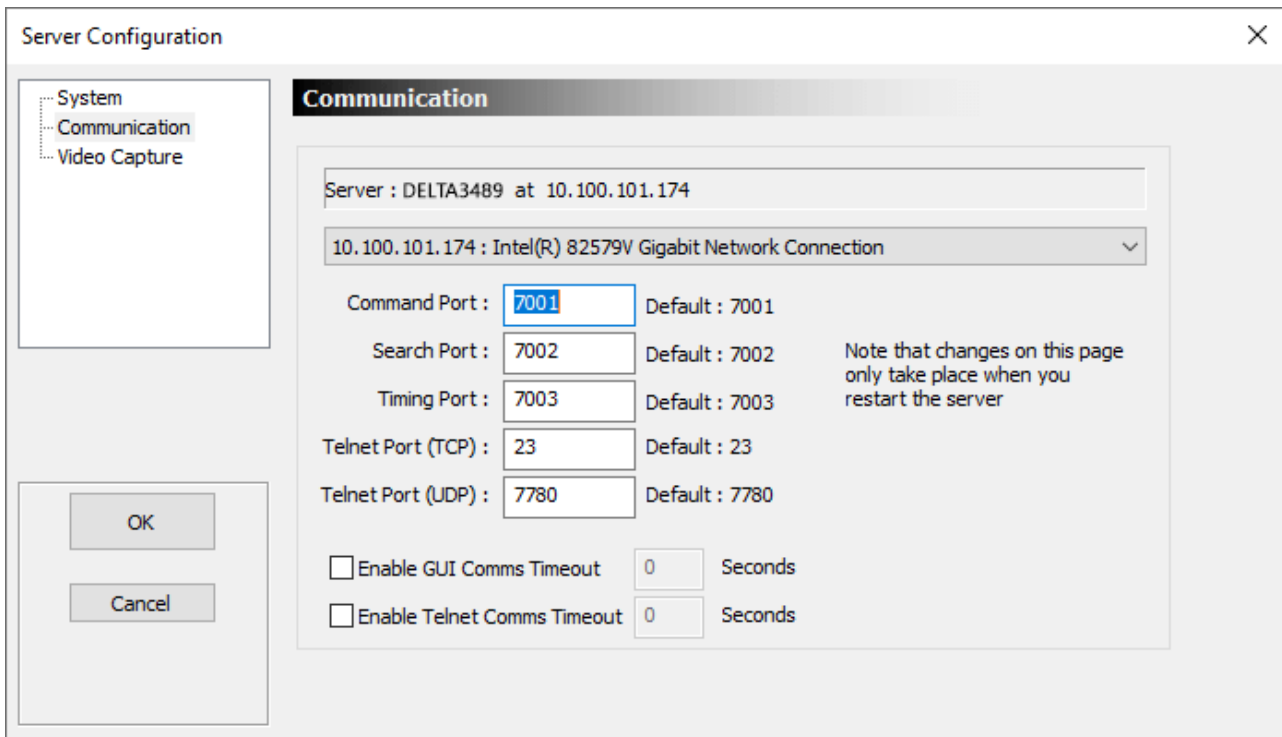 Server Configuration
System
Communication
Video Capture
OK
Cancel
Communication
Server : DELTA3489 at 10.100.101.174
10.100.101.174 : Intel(R) 82579V Gigabit Network Connection
Command Port : 7001 Default : 7001
Search Port : 7002 Default : 7002
Timing Port : 7003 Default : 7003
Telnet Port (TCP) : 23 Default : 23
Telnet Port (UDP) : 7780 Default : 7780
Note that changes on this page
only take place when you
restart the server
Enable GUI Comms Timeout 0 Seconds
Enable Telnet Comms Timeout 0 Seconds